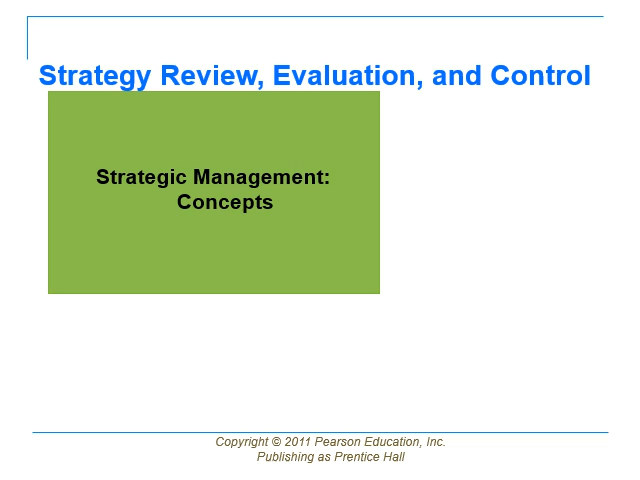 Strategy Review, Evaluation, and Control
Strategic Management:
Concepts
Copyright © 2011 Pearson Education, Inc.
Publishing as Prentice Hall